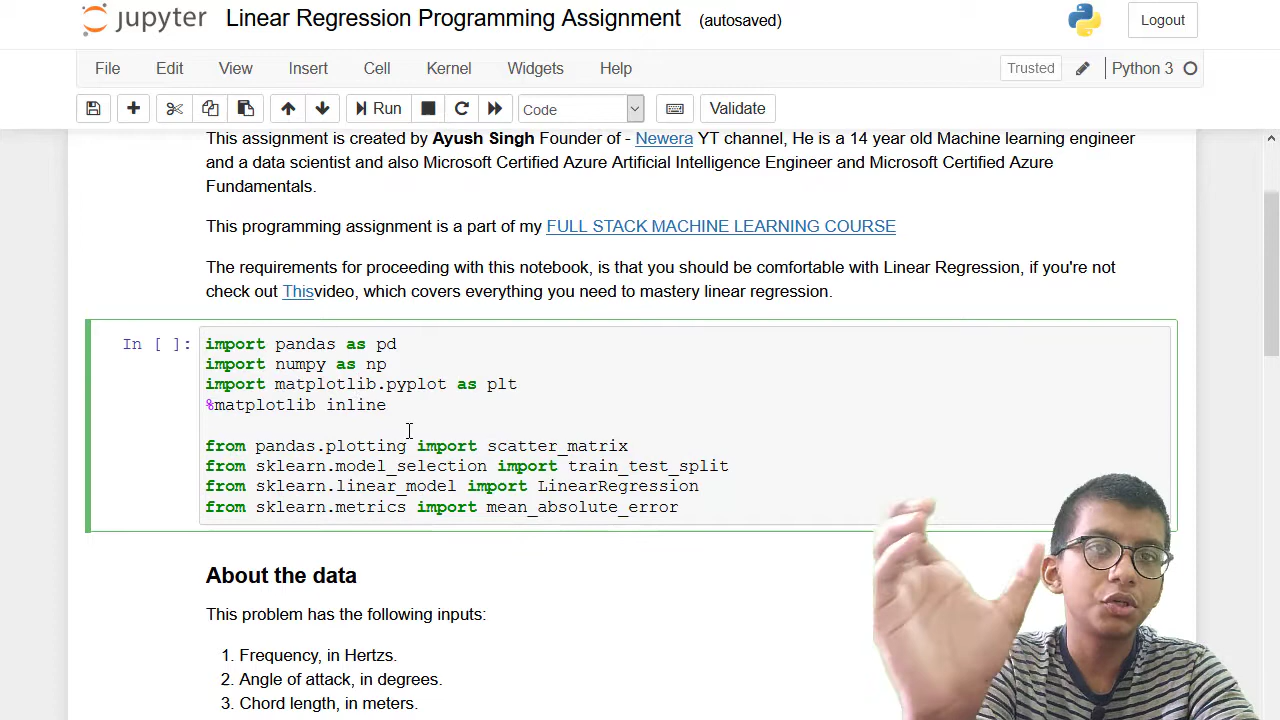 jupyter Linear Regression Programming Assignment (autosaved) Logout
File Edit View Insert Cell Kernel Widgets Help Trusted Python 3
Run Code Validate
This assignment is created by Ayush Singh Founder of - Newera YT channel, He is a 14 year old Machine learning engineer
and a data scientist and also Microsoft Certified Azure Artificial Intelligence Engineer and Microsoft Certified Azure
Fundamentals.
This programming assignment is a part of my FULL STACK MACHINE LEARNING COURSE
The requirements for proceeding with this notebook, is that you should be comfortable with Linear Regression, if you're not
check out Thisvideo, which covers everything you need to mastery linear regression.
In [ ]: import pandas as pd
import numpy as np
import matplotlib.pyplot as plt
%matplotlib inline
from pandas.plotting import scatter_matrix
from sklearn.model_selection import train_test_split
from sklearn.linear_model import LinearRegression
from sklearn.metrics import mean_absolute_error
About the data
This problem has the following inputs:
1. Frequency, in Hertzs.
2. Angle of attack, in degrees.
3. Chord length, in meters.